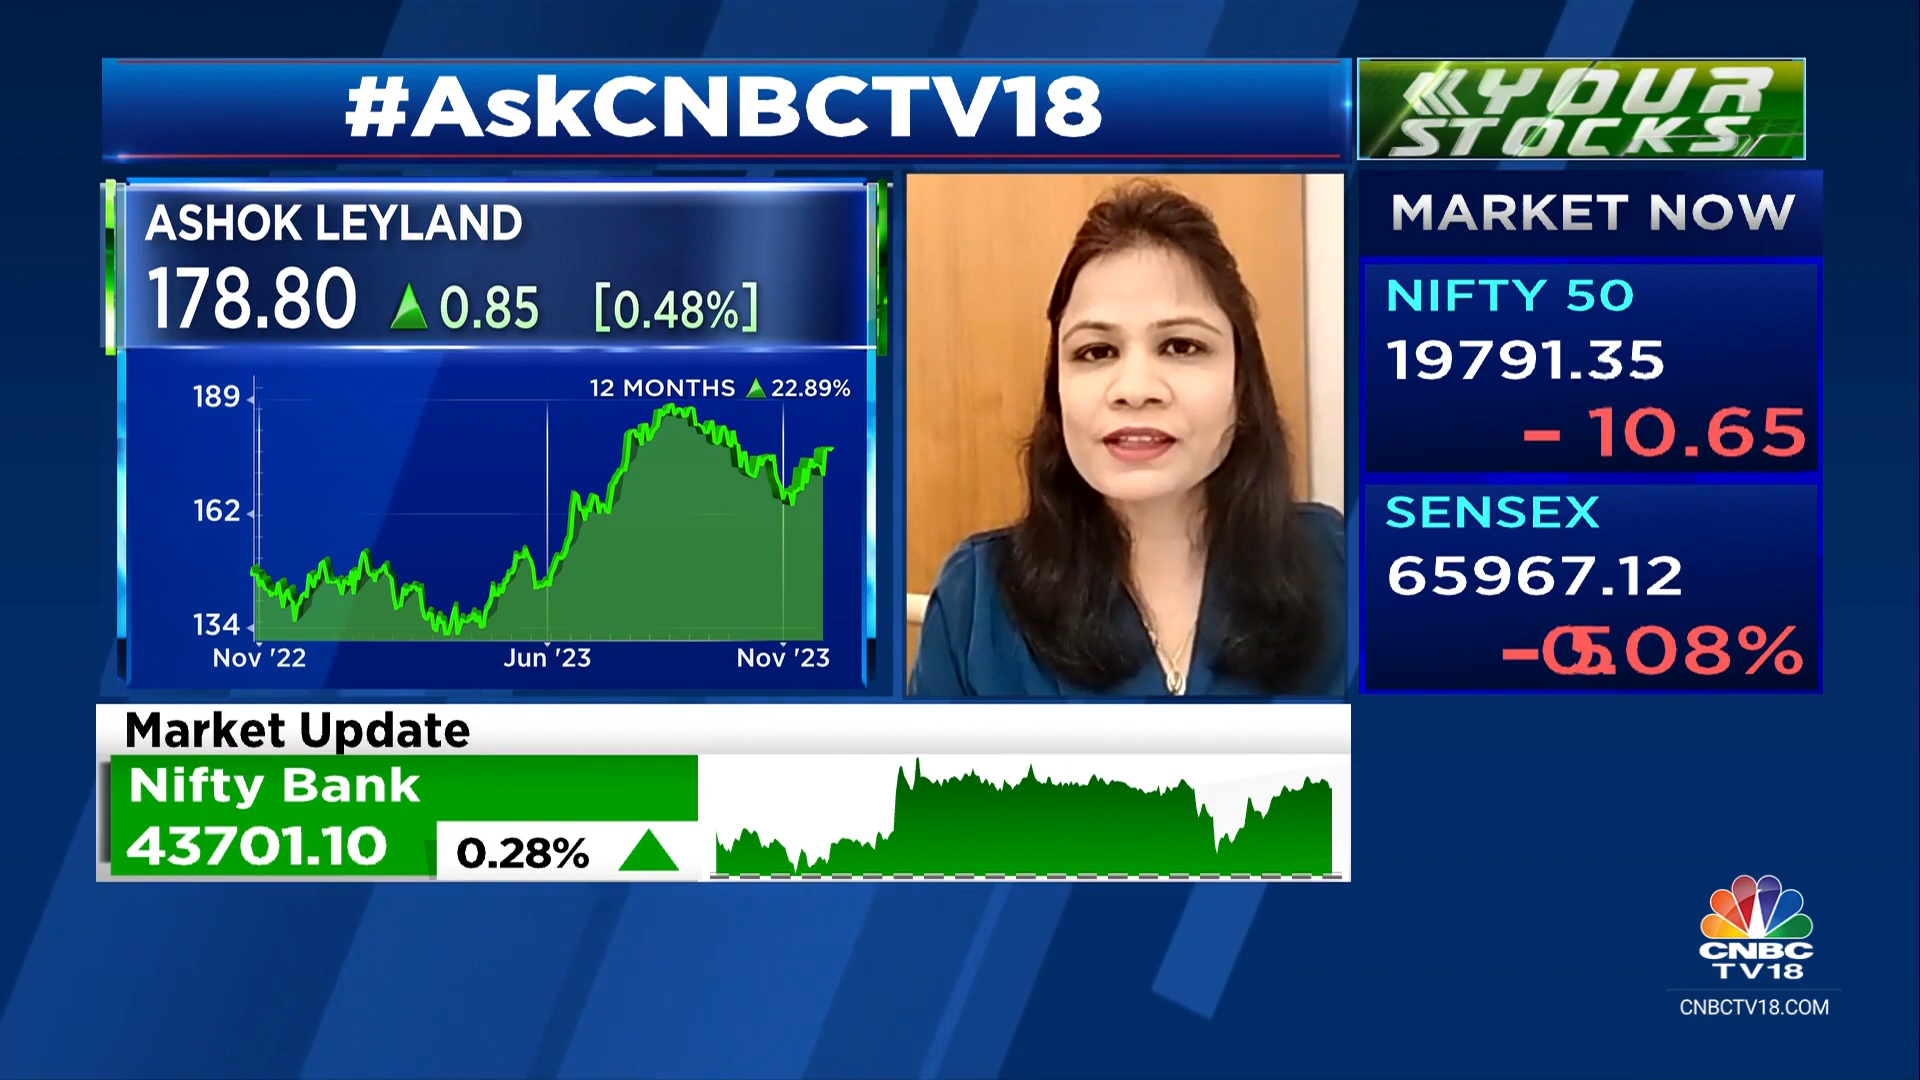 #AskCNBCTV18
YOUR
STOCKS
ASHOK LEYLAND
178.80 ▲ 0.85 [0.48%]
12 MONTHS ▲ 22.89%
189
162
134
Nov '22 Jun '23 Nov '23
MARKET NOW
NIFTY 50
19791.35
- 10.65
SENSEX
65967.12
Market Update
Nifty Bank
43701.10
0.28% ▲
CNBC
TV18
CNBCTV18.COM